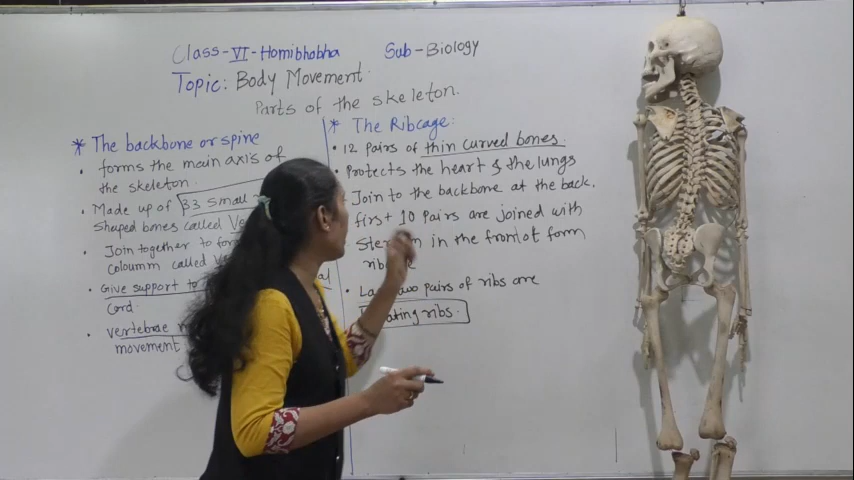 Class-VI-Homibhabha Sub-Biology
Topic: Body Movement.
Parts of the skeleton.
* The backbone or spine
• forms the main axis of
the skeleton.
• Made up of 33 small
shaped bones called
• Join together to
coloumm called
• Give support to
cord.
• vertebrae
movement
* The Ribcage:
• 12 pairs of thin curved bones.
• Protects the heart & the lungs
• Join to the backbone at the back.
first 10 pairs are joined with
in the front ot form
• pairs of ribs are
ribs.